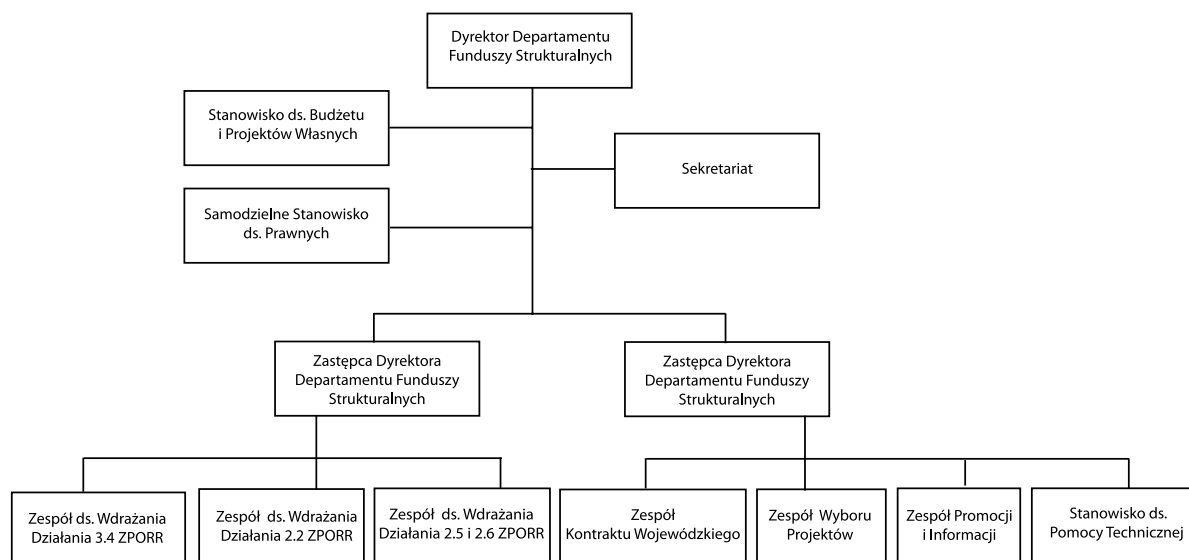 Dyrektor Departamentu
Funduszy Strukturalnych
Stanowisko ds. Budżetu
i Projektów Własnych
Sekretariat
Samodzielne Stanowisko
ds. Prawnych
Zastępca Dyrektora
Departamentu Funduszy
Strukturalnych
Zastępca Dyrektora
Departamentu Funduszy
Strukturalnych
Zespół ds. Wdrażania
Działania 3.4 ZPORR
Zespół ds. Wdrażania
Działania 2.2 ZPORR
Zespół ds. Wdrażania
Działania 2.5 i 2.6 ZPORR
Zespół
Kontraktu Wojewódzkiego
Zespół Wyboru
Projektów
Zespół Promocji
i Informacji
Stanowisko ds.
Pomocy Technicznej